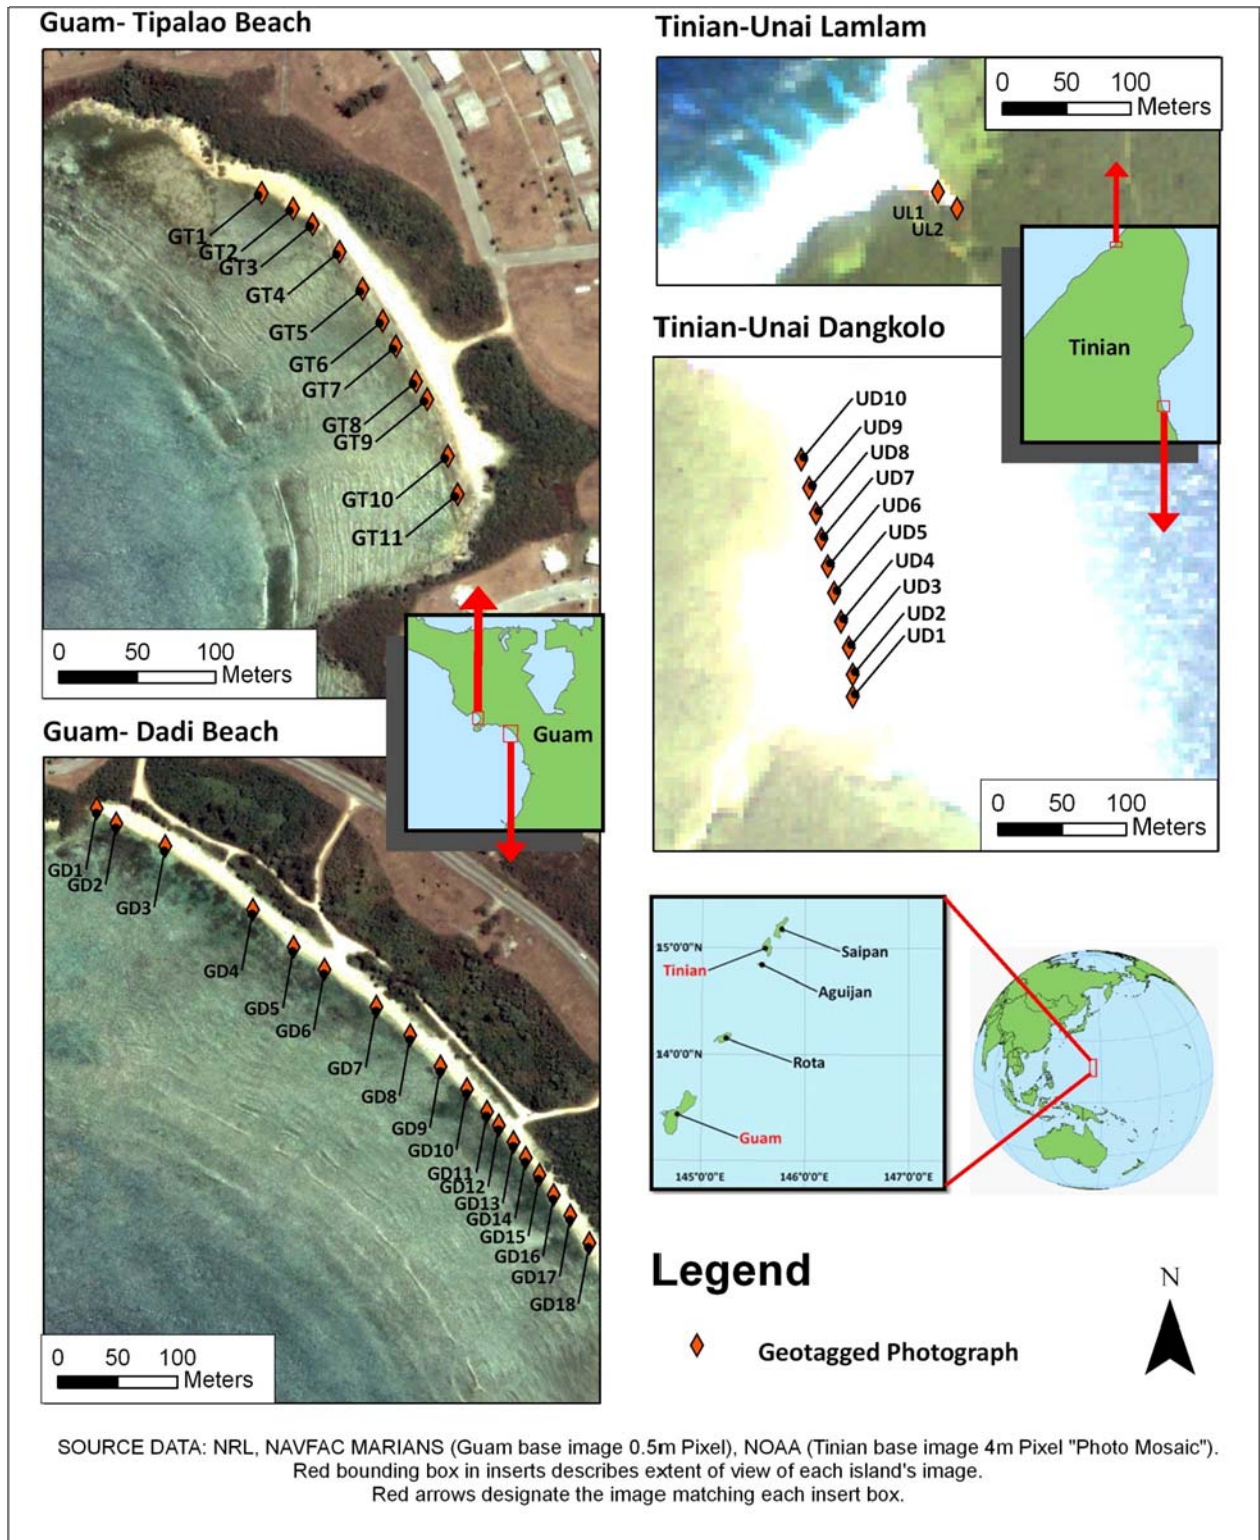 Guam- Tipalao Beach
GT1
GT2
GT3
GT4
GT5
GT6
GT7
GT8
GT9
GT10
GT11
0 50 100
Meters
Guam
Guam- Dadi Beach
GD1
GD2
GD3
GD4
GD5
GD6
GD7
GD8
GD9
GD10
GD11
GD12
GD13
GD14
GD15
GD16
GD17
GD18
0 50 100
Meters
Tinian-Unai Lamlam
0 50 100
Meters
UL1
UL2
Tinian
Tinian-Unai Dangkolo
UD10
UD9
UD8
UD7
UD6
UD5
UD4
UD3
UD2
UD1
0 50 100
Meters
15°0'0"N
Saipan
Tinian
Aguijan
14°0'0"N
Rota
Guam
145°0'0"E 146°0'0"E 147°0'0"E
Legend
N
Geotagged Photograph
SOURCE DATA: NRL, NAVFAC MARIANS (Guam base image 0.5m Pixel), NOAA (Tinian base image 4m Pixel "Photo Mosaic").
Red bounding box in inserts describes extent of view of each island's image.
Red arrows designate the image matching each insert box.